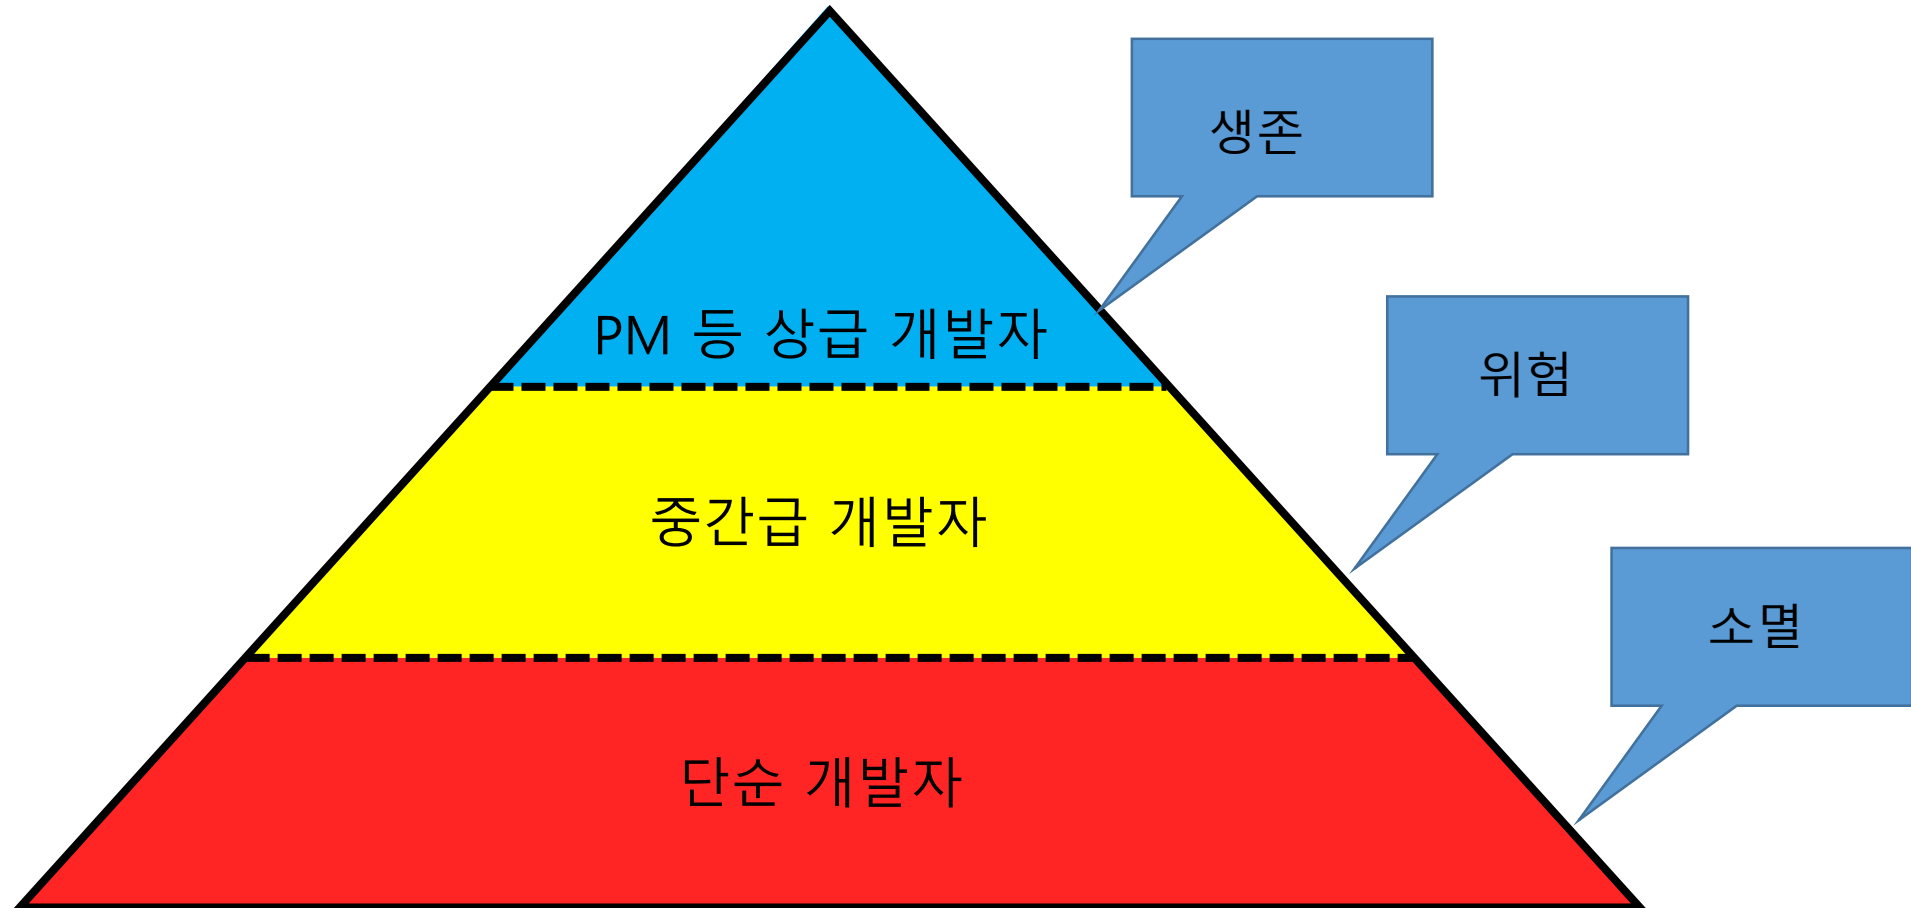 생존
PM 등 상급 개발자
위험
중간급 개발자
소멸
단순 개발자